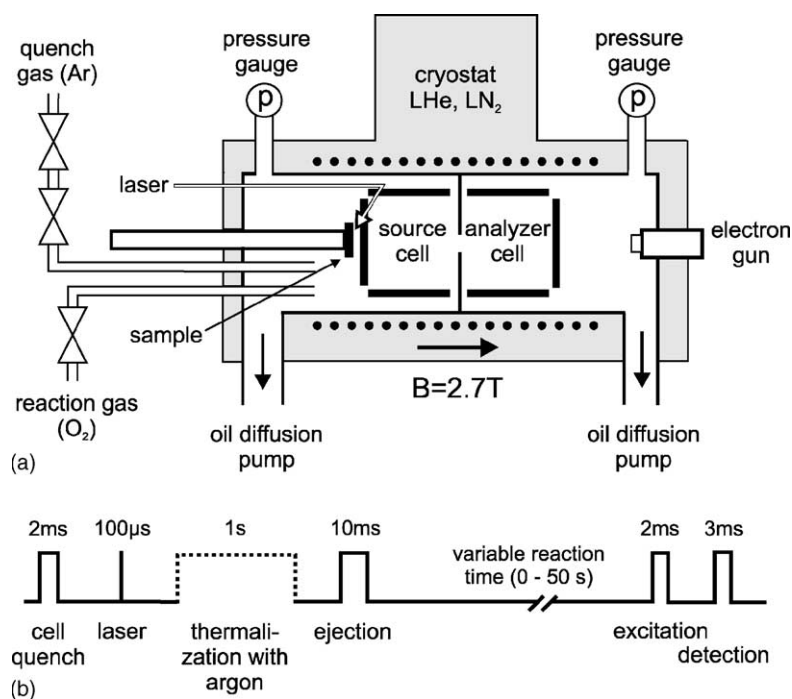 pressure
gauge
pressure
gauge
quench
gas (Ar)
cryostat
LHe, LN₂
p
p
laser
source
cell
analyzer
cell
electron
gun
sample
B=2.7T
reaction gas
(O₂)
oil diffusion
pump
oil diffusion
pump
(a)
2ms
100µs
1s
10ms
2ms
3ms
variable reaction
time (0 - 50 s)
cell
quench
laser
thermali-
zation with
argon
ejection
excitation
detection
(b)